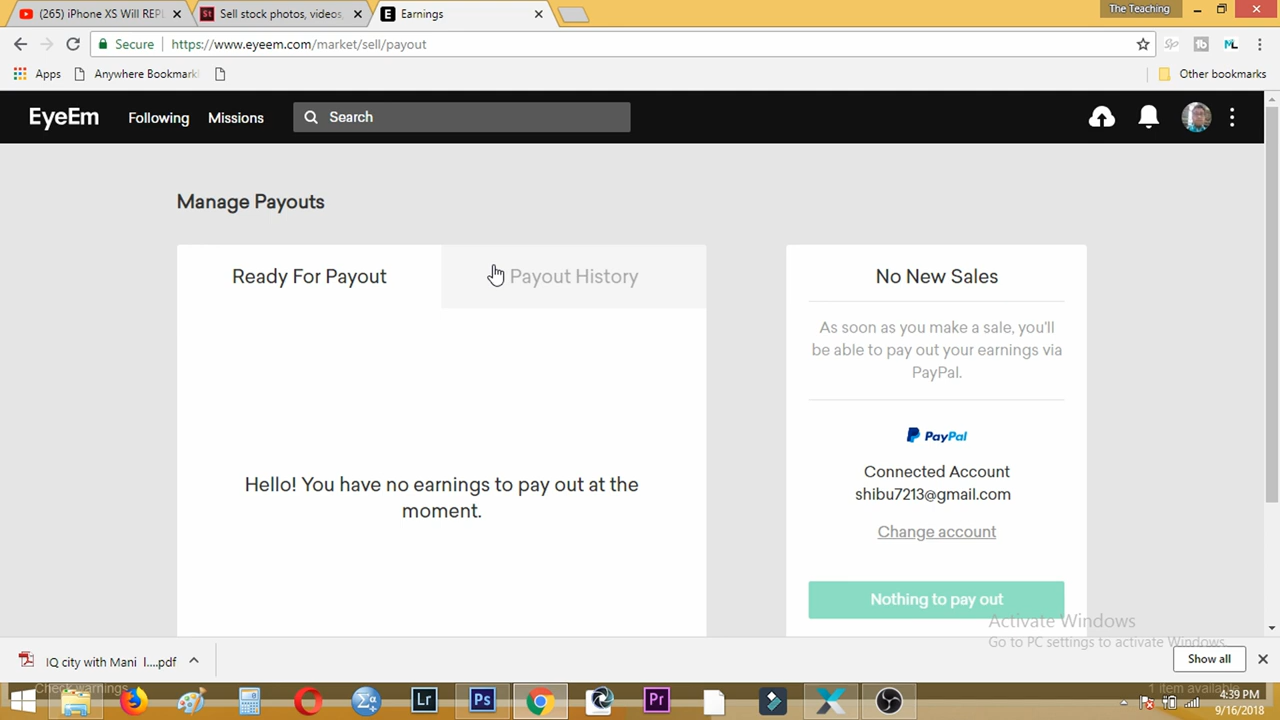 (265) iPhone XS Will REPL
Sell stock photos, videos,
Earnings
The Teaching
Secure
https://www.eyeem.com/market/sell/payout
Apps
Anywhere Bookmark
Other bookmarks
EyeEm
Following
Missions
Search
Manage Payouts
Ready For Payout
Payout History
Hello! You have no earnings to pay out at the
moment.
No New Sales
As soon as you make a sale, you'll
be able to pay out your earnings via
PayPal.
PayPal
Connected Account
shibu7213@gmail.com
Change account
Nothing to pay out
Activate Windows
Go to PC settings to activate Windows.
IQ city with Mani I....pdf
Show all
Check warnings
1 item available
4:39 PM
9/16/2018